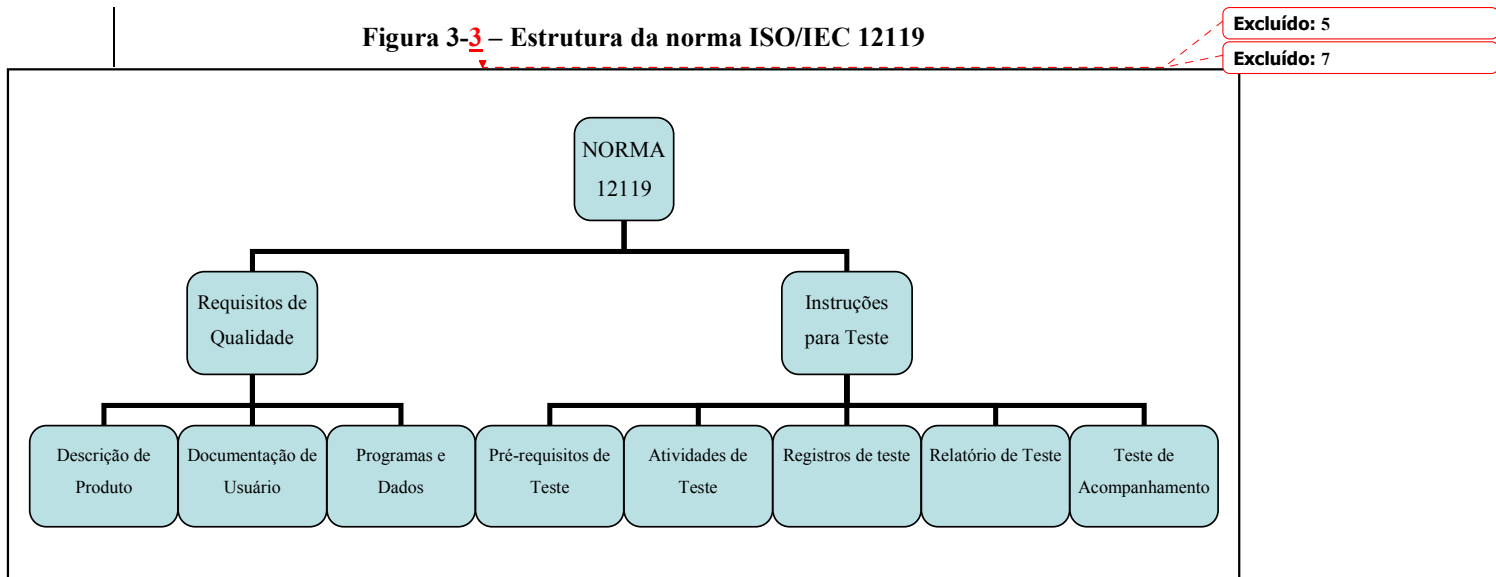 Figura 3-3 – Estrutura da norma ISO/IEC 12119
Excluído: 5
Excluído: 7
NORMA
12119
Requisitos de
Qualidade
Instruções
para Teste
Descrição de
Produto
Documentação de
Usuário
Programas e
Dados
Pré-requisitos de
Teste
Atividades de
Teste
Registros de teste
Relatório de Teste
Teste de
Acompanhamento